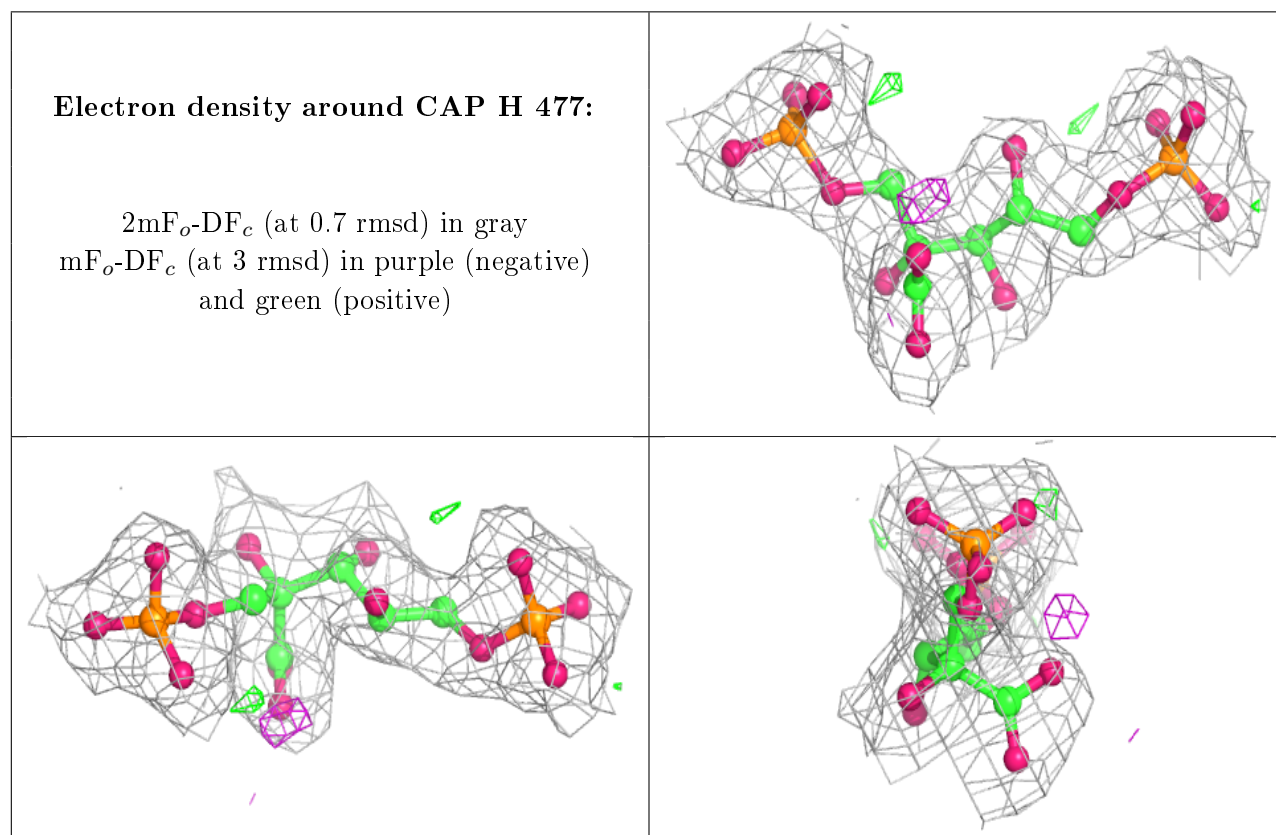 Electron density around CAP H 477:
2mFo-DFc (at 0.7 rmsd) in gray
mFo-DFc (at 3 rmsd) in purple (negative)
and green (positive)